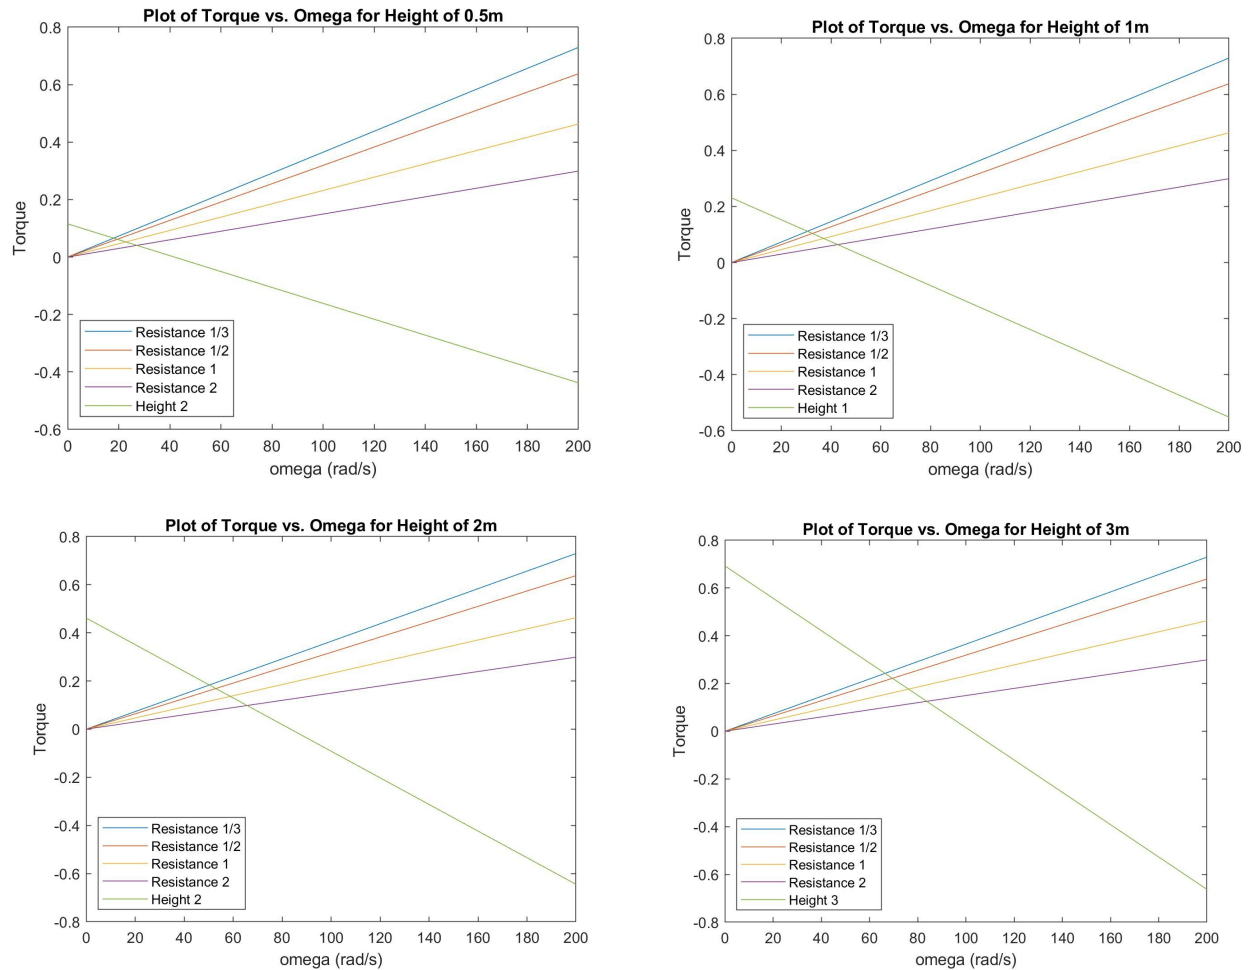 Plot of Torque vs. Omega for Height of 0.5m
0.8
0.6
0.4
0.2
0
-0.2
-0.4
-0.6
Torque
Resistance 1/3
Resistance 1/2
Resistance 1
Resistance 2
Height 2
0 20 40 60 80 100 120 140 160 180 200
omega (rad/s)
Plot of Torque vs. Omega for Height of 1m
0.8
0.6
0.4
0.2
0
-0.2
-0.4
-0.6
Torque
Resistance 1/3
Resistance 1/2
Resistance 1
Resistance 2
Height 1
0 20 40 60 80 100 120 140 160 180 200
omega (rad/s)
Plot of Torque vs. Omega for Height of 2m
0.8
0.6
0.4
0.2
0
-0.2
-0.4
-0.6
-0.8
Torque
Resistance 1/3
Resistance 1/2
Resistance 1
Resistance 2
Height 2
0 20 40 60 80 100 120 140 160 180 200
omega (rad/s)
Plot of Torque vs. Omega for Height of 3m
0.8
0.6
0.4
0.2
0
-0.2
-0.4
-0.6
-0.8
Torque
Resistance 1/3
Resistance 1/2
Resistance 1
Resistance 2
Height 3
0 20 40 60 80 100 120 140 160 180 200
omega (rad/s)